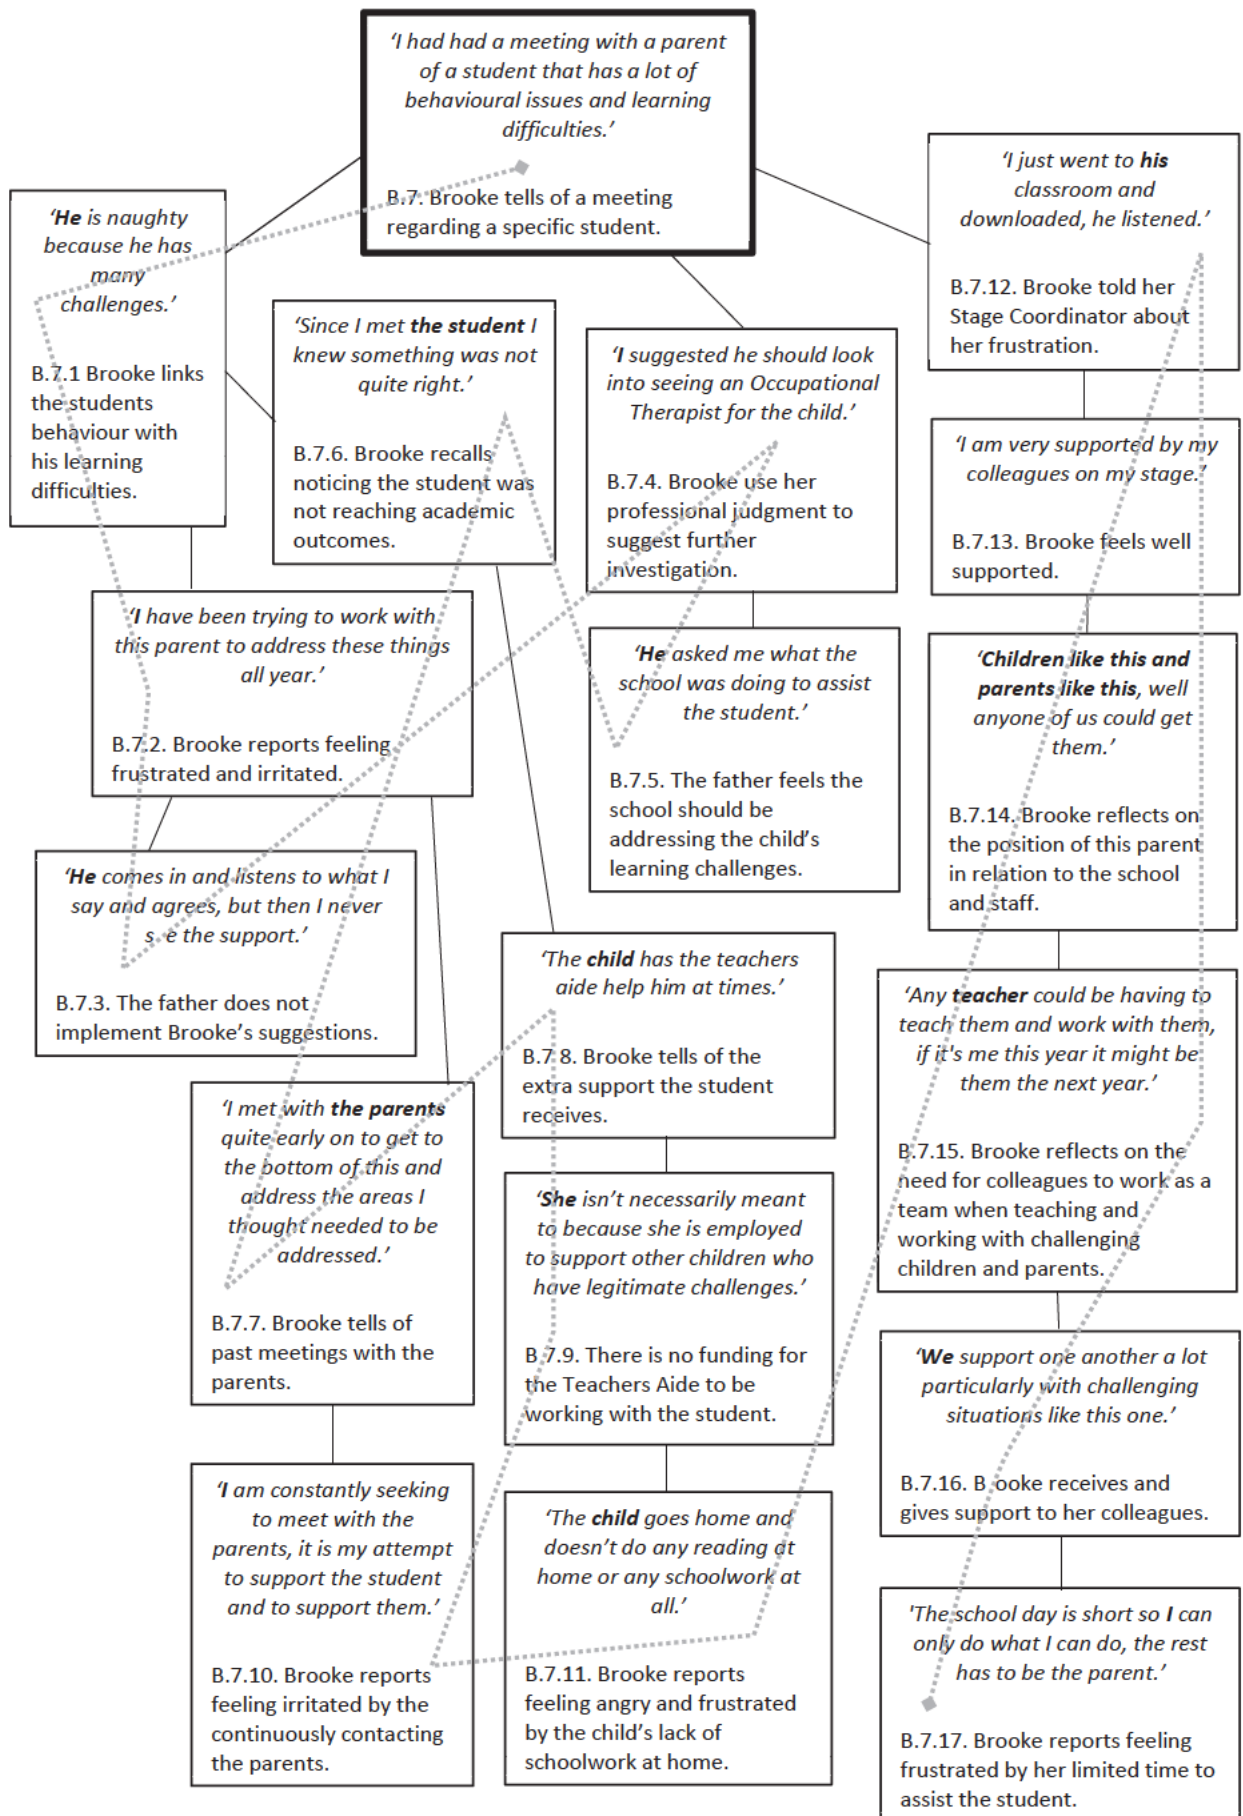 ‘I had had a meeting with a parent
of a student that has a lot of
behavioural issues and learning
difficulties.’
B.7. Brooke tells of a meeting
regarding a specific student.
‘He is naughty
because he has
many
challenges.’
B.7.1 Brooke links
the students
behaviour with
his learning
difficulties.
‘Since I met the student I
knew something was not
quite right.’
B.7.6. Brooke recalls
noticing the student was
not reaching academic
outcomes.
‘I suggested he should look
into seeing an Occupational
Therapist for the child.’
B.7.4. Brooke use her
professional judgment to
suggest further
investigation.
‘I just went to his
classroom and
downloaded, he listened.’
B.7.12. Brooke told her
Stage Coordinator about
her frustration.
‘I am very supported by my
colleagues on my stage.’
B.7.13. Brooke feels well
supported.
‘I have been trying to work with
this parent to address these things
all year.’
B.7.2. Brooke reports feeling
frustrated and irritated.
‘He asked me what the
school was doing to assist
the student.’
B.7.5. The father feels the
school should be
addressing the child’s
learning challenges.
‘Children like this and
parents like this, well
anyone of us could get
them.’
B.7.14. Brooke reflects on
the position of this parent
in relation to the school
and staff.
‘He comes in and listens to what I
say and agrees, but then I never
see the support.’
B.7.3. The father does not
implement Brooke’s suggestions.
‘The child has the teachers
aide help him at times.’
B.7.8. Brooke tells of the
extra support the student
receives.
‘Any teacher could be having to
teach them and work with them,
if it's me this year it might be
them the next year.’
B.7.15. Brooke reflects on the
need for colleagues to work as a
team when teaching and
working with challenging
children and parents.
‘I met with the parents
quite early on to get to
the bottom of this and
address the areas I
thought needed to be
addressed.’
B.7.7. Brooke tells of
past meetings with the
parents.
‘She isn’t necessarily meant
to because she is employed
to support other children who
have legitimate challenges.’
B.7.9. There is no funding for
the Teachers Aide to be
working with the student.
‘We support one another a lot
particularly with challenging
situations like this one.’
B.7.16. Brooke receives and
gives support to her colleagues.
‘I am constantly seeking
to meet with the
parents, it is my attempt
to support the student
and to support them.’
B.7.10. Brooke reports
feeling irritated by the
continuously contacting
the parents.
‘The child goes home and
doesn’t do any reading at
home or any schoolwork at
all.’
B.7.11. Brooke reports
feeling angry and frustrated
by the child’s lack of
schoolwork at home.
'The school day is short so I can
only do what I can do, the rest
has to be the parent.’
B.7.17. Brooke reports feeling
frustrated by her limited time to
assist the student.